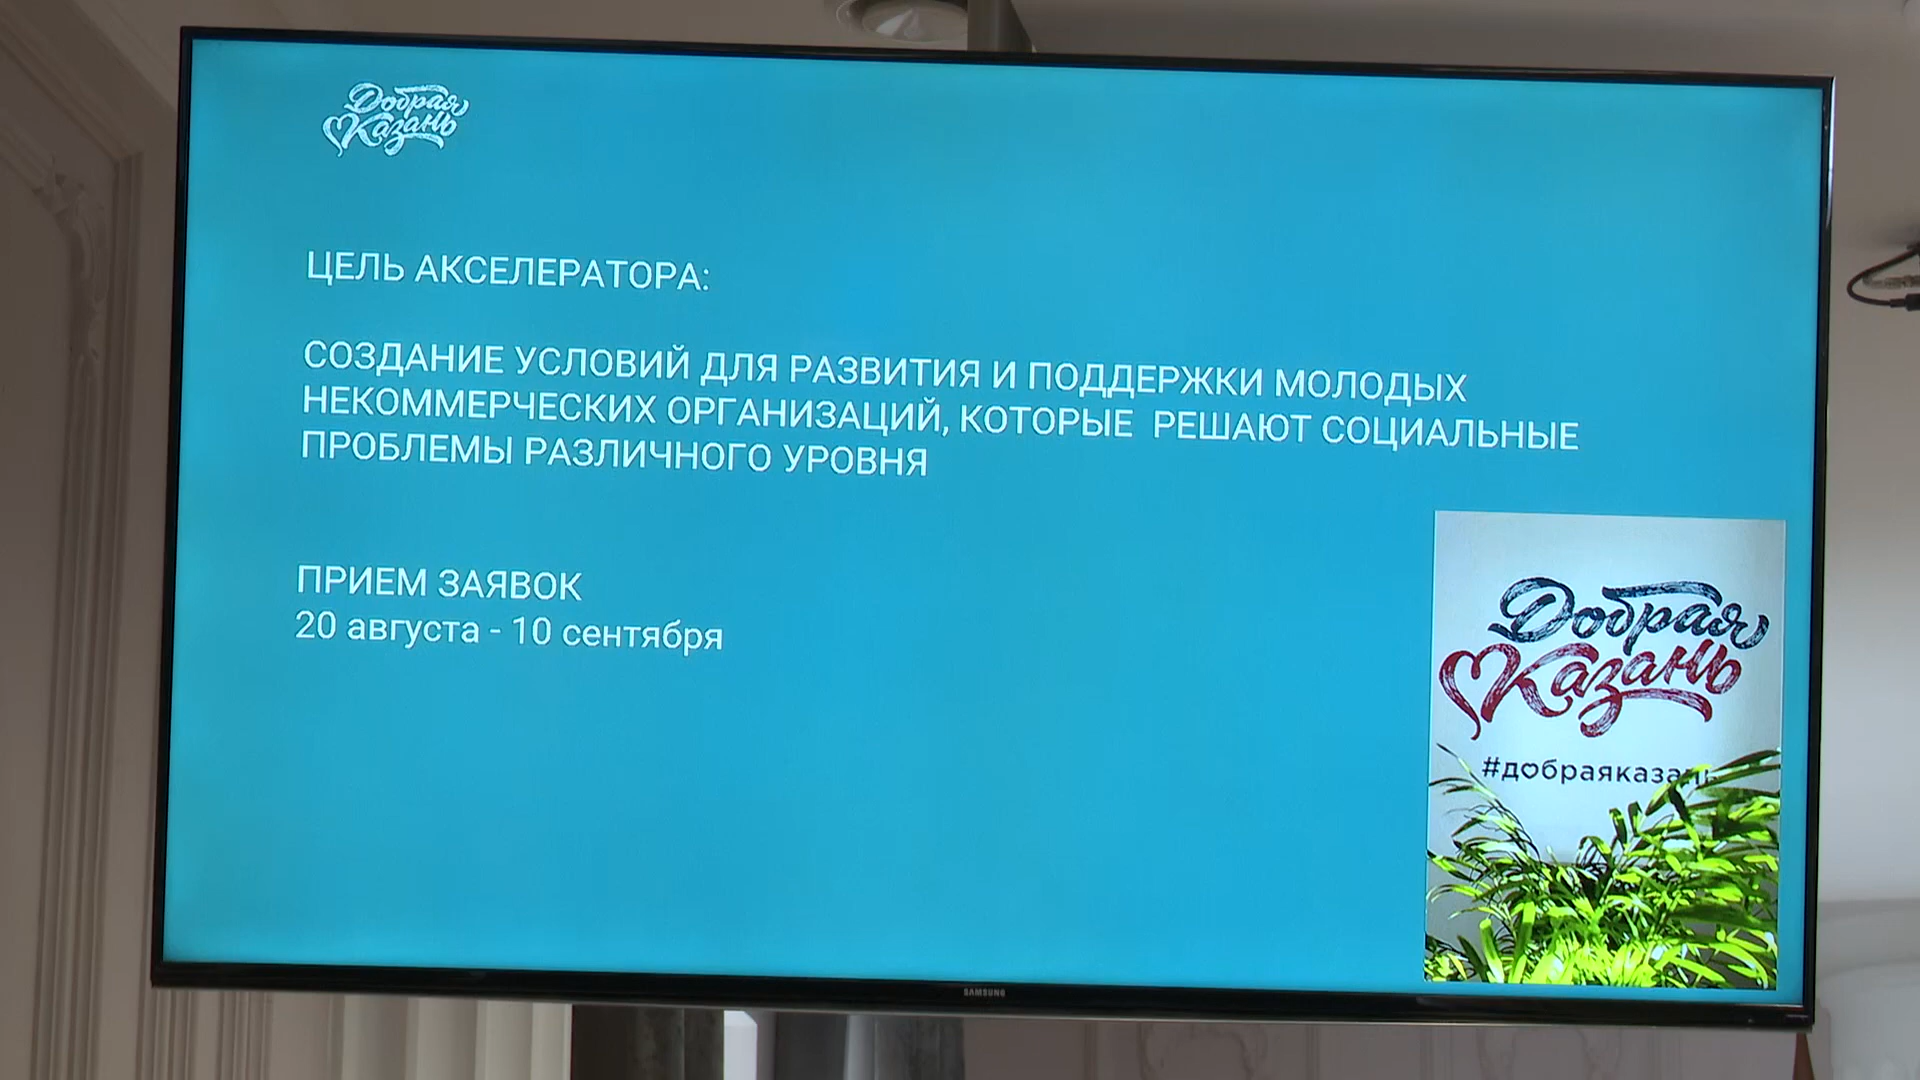 Добрая
Казань
ЦЕЛЬ АКСЕЛЕРАТОРА:
СОЗДАНИЕ УСЛОВИЙ ДЛЯ РАЗВИТИЯ И ПОДДЕРЖКИ МОЛОДЫХ
НЕКОММЕРЧЕСКИХ ОРГАНИЗАЦИЙ, КОТОРЫЕ РЕШАЮТ СОЦИАЛЬНЫЕ
ПРОБЛЕМЫ РАЗЛИЧНОГО УРОВНЯ
ПРИЕМ ЗАЯВОК
20 августа - 10 сентября
Добрая
Казань
#добраяказань
SAMSUNG